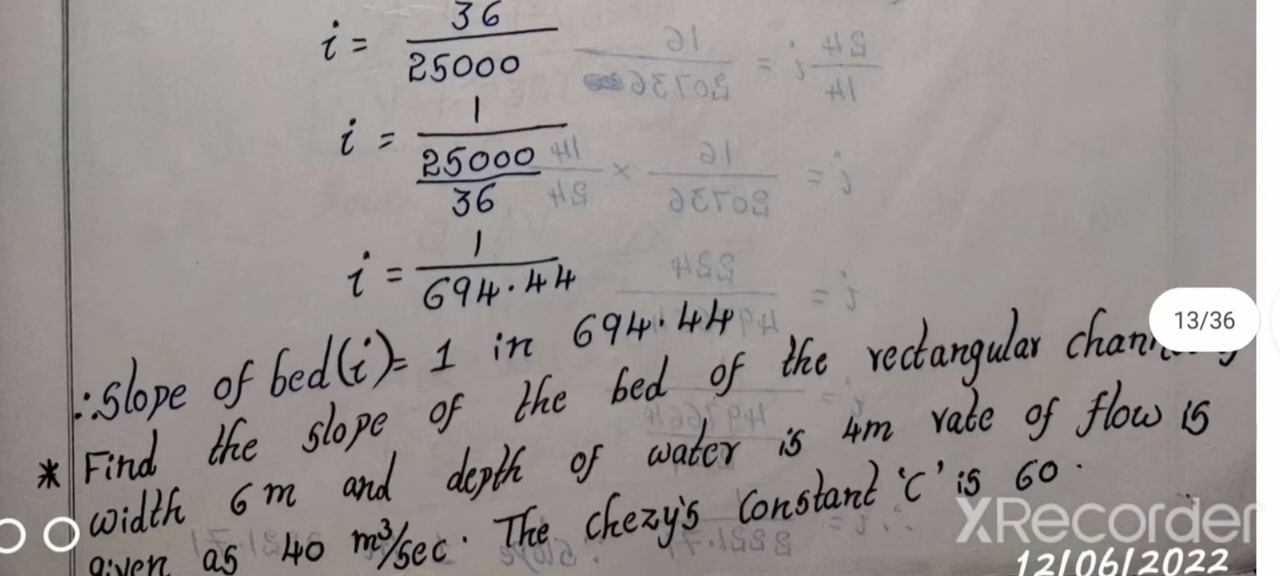 i = 36/25000
i = 1/(25000/36)
i = 1/694.44
∴ Slope of bed (i) = 1 in 694.44
* Find the slope of the bed of the rectangular
width 6m and depth of water is 4m rate of flow is
given as 40 m³/sec. The chezy's constant 'c' is 60.
13/36
XRecorder
12/06/2022